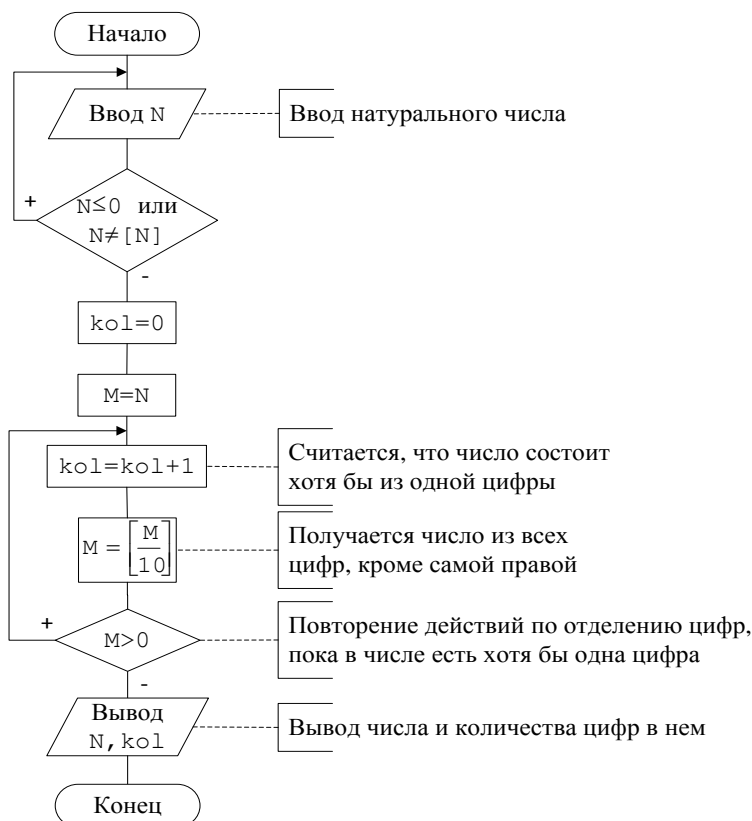 Начало
Ввод N
Ввод натурального числа
+
N≤0 или
N≠[N]
-
kol=0
M=N
kol=kol+1
Считается, что число состоит
хотя бы из одной цифры
M = [M/10]
Получается число из всех
цифр, кроме самой правой
+
M>0
Повторение действий по отделению цифр,
пока в числе есть хотя бы одна цифра
-
Вывод
N, kol
Вывод числа и количества цифр в нем
Конец